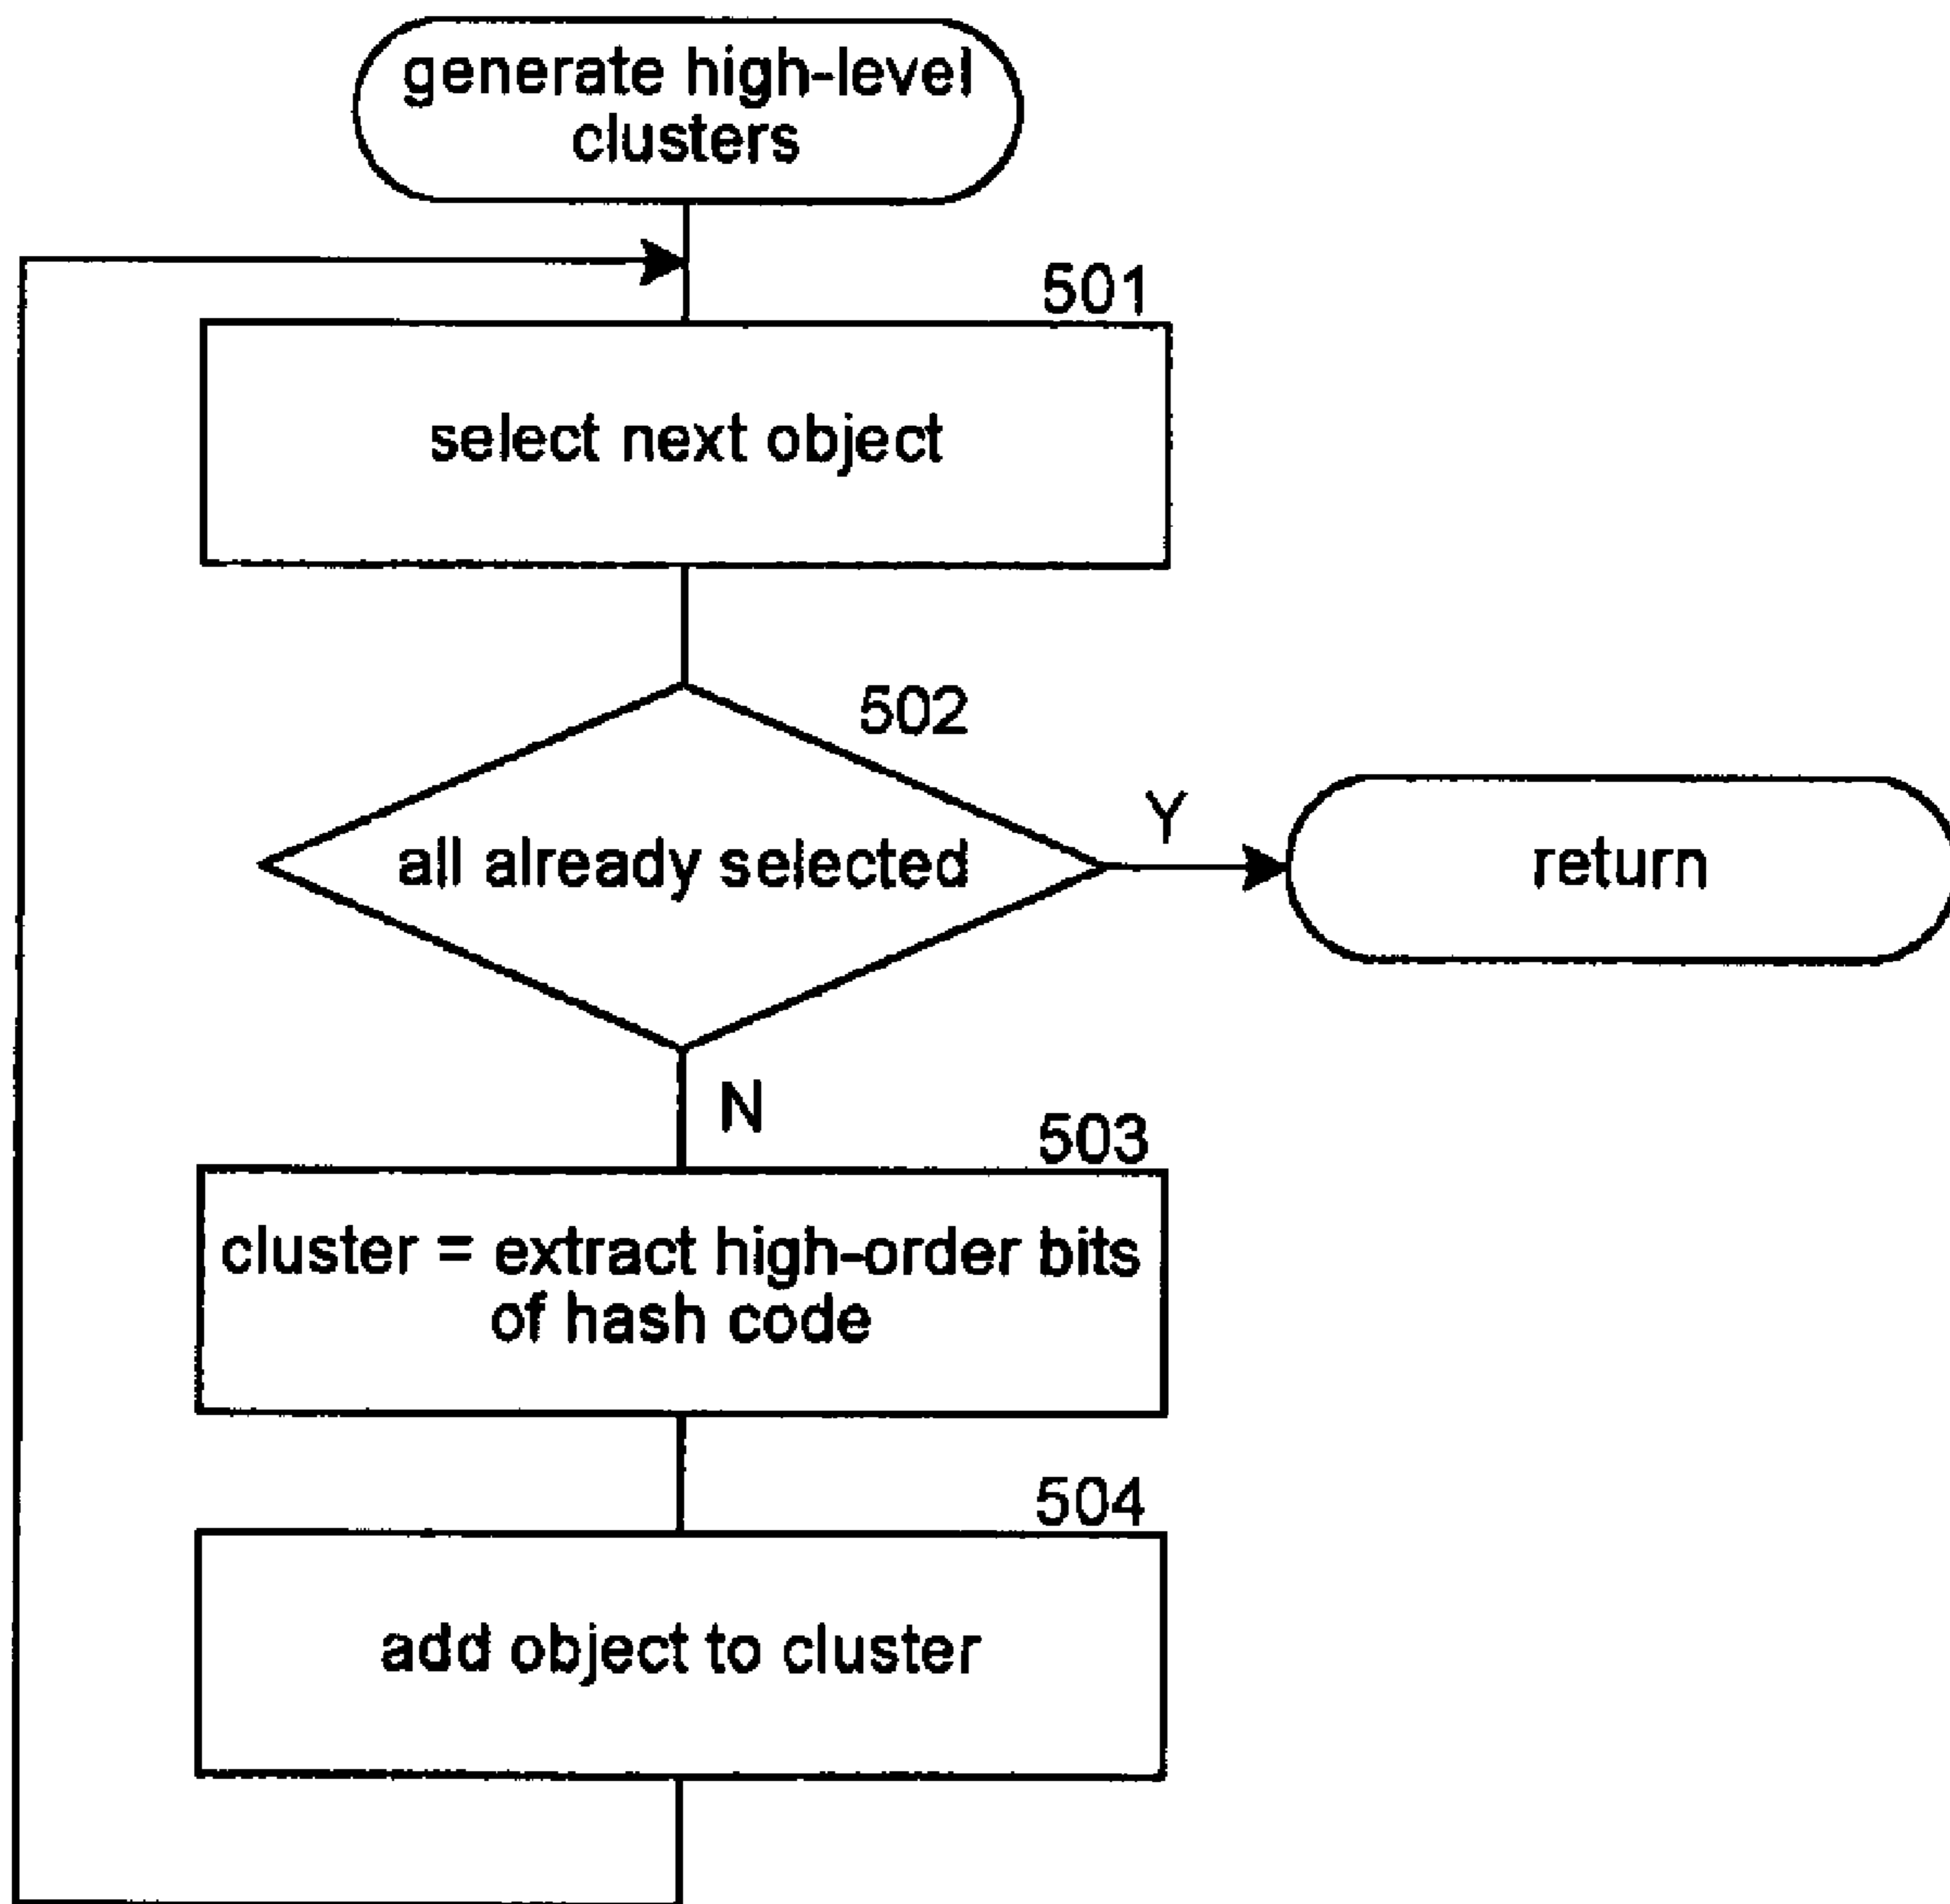 generate high-level
clusters
501
select next object
502
all already selected
Y
return
N
503
cluster = extract high-order bits
of hash code
504
add object to cluster